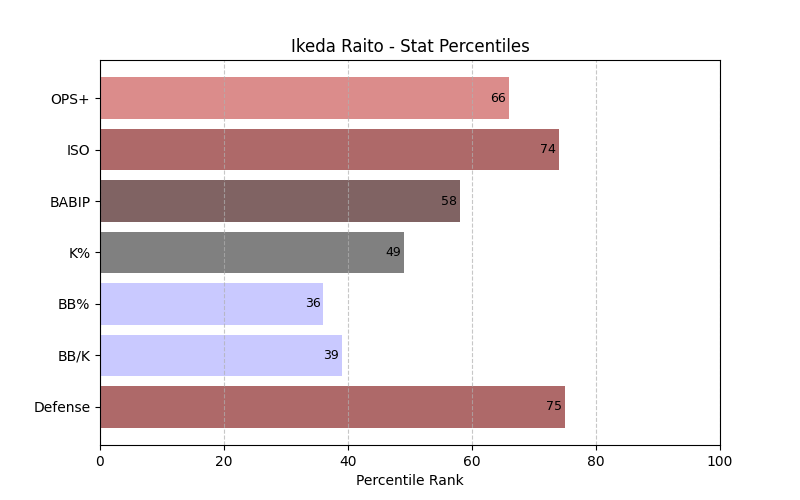 Ikeda Raito - Stat Percentiles
OPS+ 66
ISO 74
BABIP 58
K% 49
BB% 36
BB/K 39
Defense 75
0 20 40 60 80 100
Percentile Rank